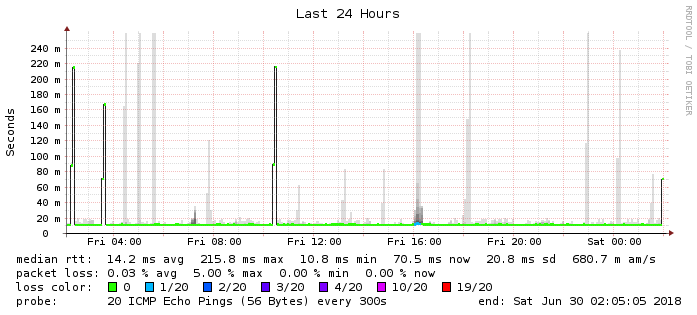 Last 24 Hours
RRDTOOL / TOBI OETIKER
Seconds
240 m
220 m
200 m
180 m
160 m
140 m
120 m
100 m
80 m
60 m
40 m
20 m
0
Fri 04:00 Fri 08:00 Fri 12:00 Fri 16:00 Fri 20:00 Sat 00:00
median rtt: 14.2 ms avg 215.8 ms max 10.8 ms min 70.5 ms now 20.8 ms sd 680.7 m am/s
packet loss: 0.03 % avg 5.00 % max 0.00 % min 0.00 % now
loss color: 0 1/20 2/20 3/20 4/20 10/20 19/20
probe: 20 ICMP Echo Pings (56 Bytes) every 300s end: Sat Jun 30 02:05:05 2018